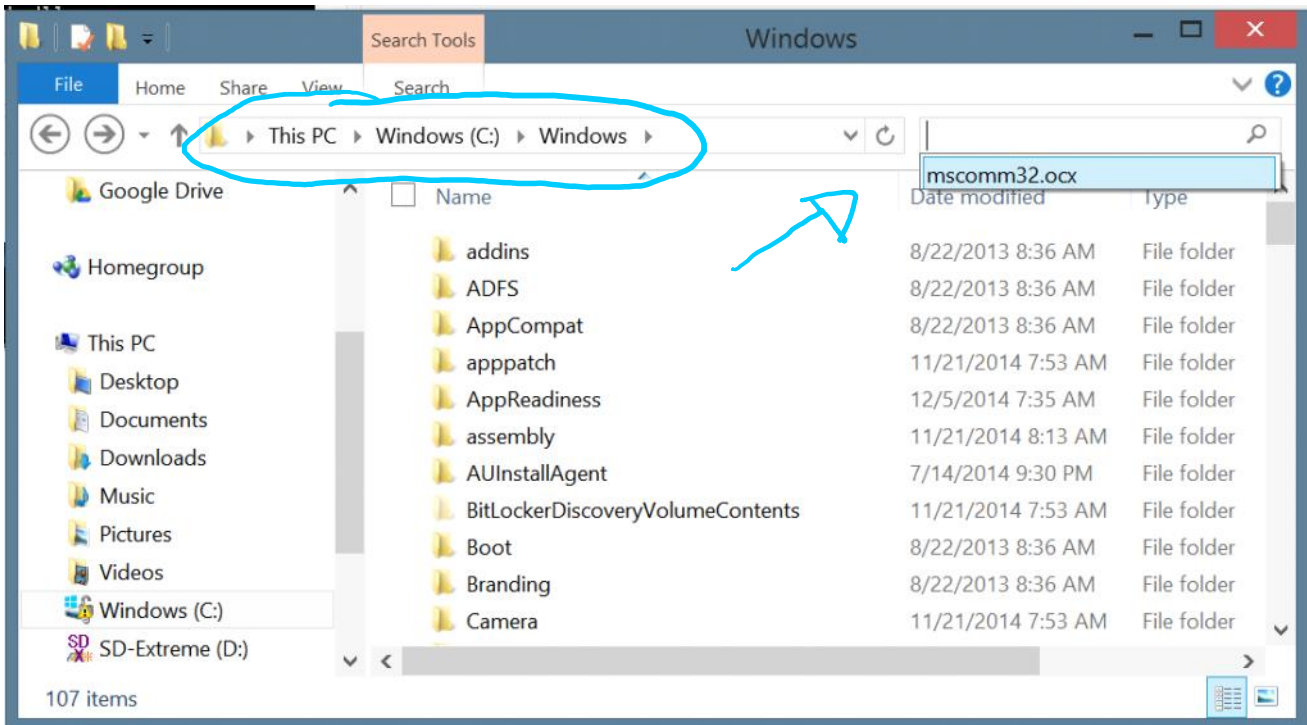 Search Tools
Windows
File Home Share View Search
This PC Windows (C:) Windows
mscomm32.ocx
Google Drive
Homegroup
This PC
Desktop
Documents
Downloads
Music
Pictures
Videos
Windows (C:)
SD SD-Extreme (D:)
Name Date modified Type
addins 8/22/2013 8:36 AM File folder
ADFS 8/22/2013 8:36 AM File folder
AppCompat 8/22/2013 8:36 AM File folder
apppatch 11/21/2014 7:53 AM File folder
AppReadiness 12/5/2014 7:35 AM File folder
assembly 11/21/2014 8:13 AM File folder
AUInstallAgent 7/14/2014 9:30 PM File folder
BitLockerDiscoveryVolumeContents 11/21/2014 7:53 AM File folder
Boot 8/22/2013 8:36 AM File folder
Branding 8/22/2013 8:36 AM File folder
Camera 11/21/2014 7:53 AM File folder
107 items